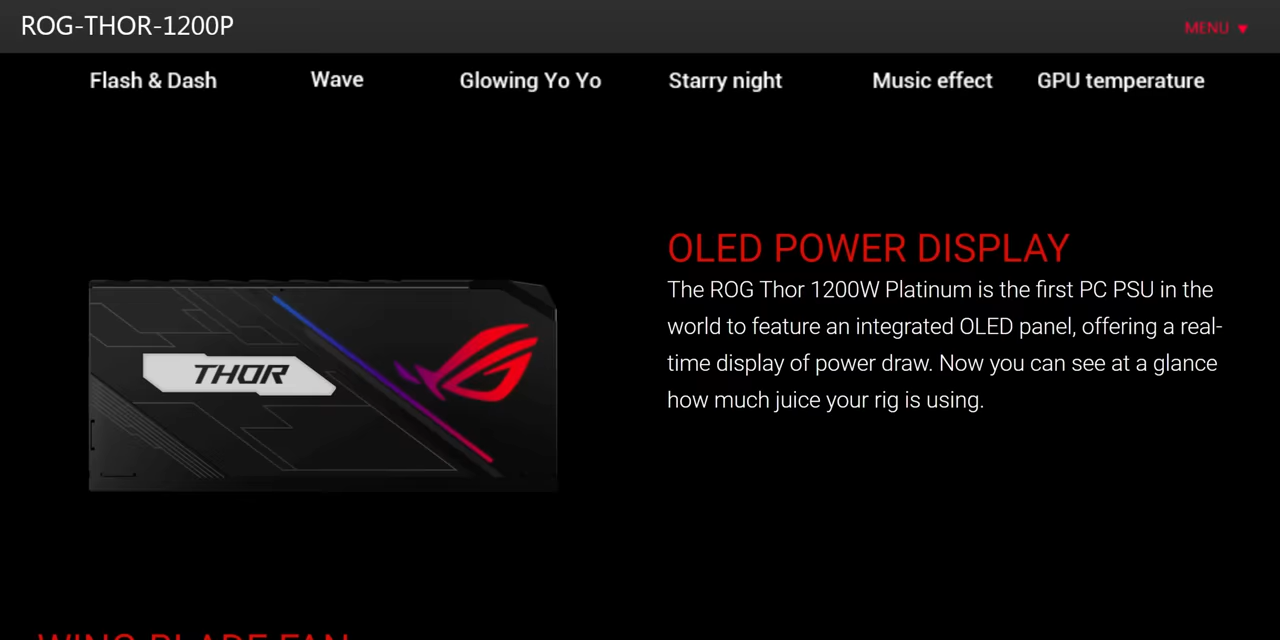 ROG-THOR-1200P
MENU
Flash & Dash
Wave
Glowing Yo Yo
Starry night
Music effect
GPU temperature
OLED POWER DISPLAY
The ROG Thor 1200W Platinum is the first PC PSU in the
world to feature an integrated OLED panel, offering a real-
time display of power draw. Now you can see at a glance
how much juice your rig is using.
THOR
WING BLADE FAN